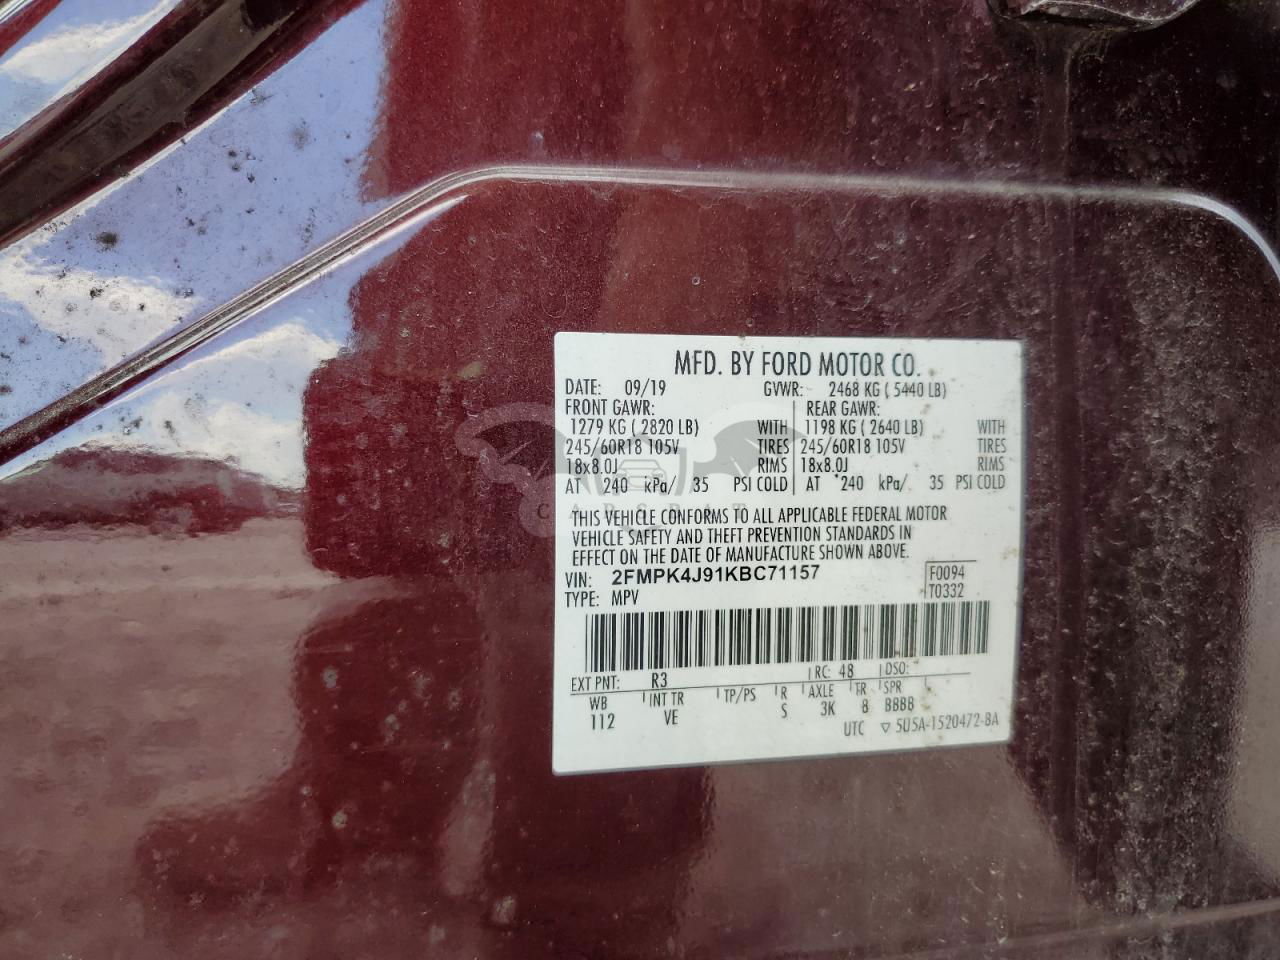 MFD. BY FORD MOTOR CO.
DATE: 09/19 GVWR: 2468 KG ( 5440 LB)
FRONT GAWR: REAR GAWR:
1279 KG ( 2820 LB) WITH 1198 KG ( 2640 LB) WITH
245/60R18 105V TIRES 245/60R18 105V TIRES
18x8.0J RIMS 18x8.0J RIMS
AT 240 kPa/ 35 PSI COLD AT 240 kPa/ 35 PSI COLD
THIS VEHICLE CONFORMS TO ALL APPLICABLE FEDERAL MOTOR
VEHICLE SAFETY AND THEFT PREVENTION STANDARDS IN
EFFECT ON THE DATE OF MANUFACTURE SHOWN ABOVE.
VIN: 2FMPK4J91KBC71157 F0094
TYPE: MPV T0332
EXT PNT: R3 RC: 48 DSO:
WB INT TR TP/PS R AXLE TR SPR
112 VE S 3K 8 BBBB
UTC ▽ 5U5A-1520472-BA